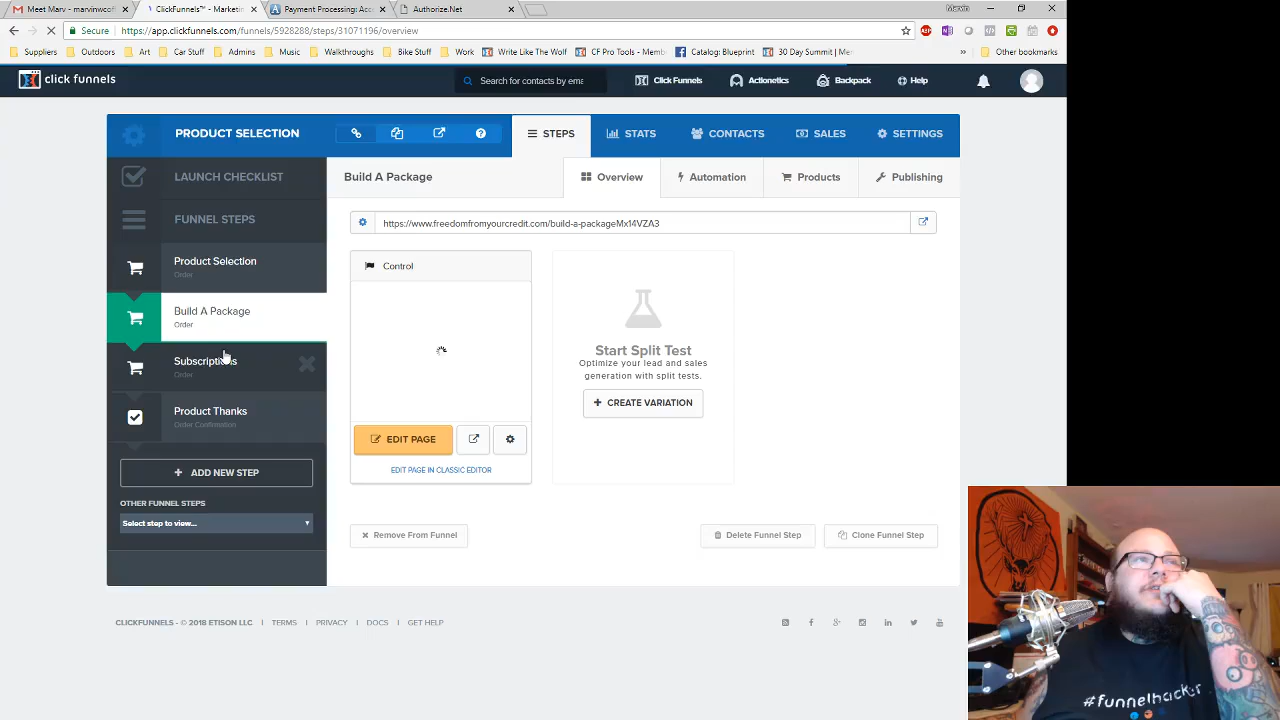 Meet Marv - marvinwcoff
ClickFunnels™ - Marketin
Payment Processing: Acc
Authorize.Net
Marvin
Secure
https://app.clickfunnels.com/funnels/5928288/steps/31071196/overview
Suppliers
Outdoors
Art
Cars
Admins
Music
Walkthroughs
Bike Stuff
Work
Write Like The Wolf
CF Pro Tools - Memb
Catalog: Blueprint
30 Day Summit | Me
Other bookmarks
click funnels
Search for contacts by ema
Click Funnels
Actionetics
Backpack
Help
PRODUCT SELECTION
STEPS
STATS
CONTACTS
SALES
SETTINGS
LAUNCH CHECKLIST
FUNNEL STEPS
Product Selection
Order
Build A Package
Order
Subscriptions
Order
Product Thanks
Order Confirmation
ADD NEW STEP
OTHER FUNNEL STEPS
Select step to view...
Build A Package
Overview
Automation
Products
Publishing
https://www.freedomfromyourcredit.com/build-a-packageMx14VZA3
Control
EDIT PAGE
EDIT PAGE IN CLASSIC EDITOR
Start Split Test
Optimize your lead and sales
generation with split tests.
CREATE VARIATION
Remove From Funnel
Delete Funnel Step
Clone Funnel Step
CLICKFUNNELS - © 2018 ETISON LLC | TERMS | PRIVACY | DOCS | GET HELP
#funnelhacker